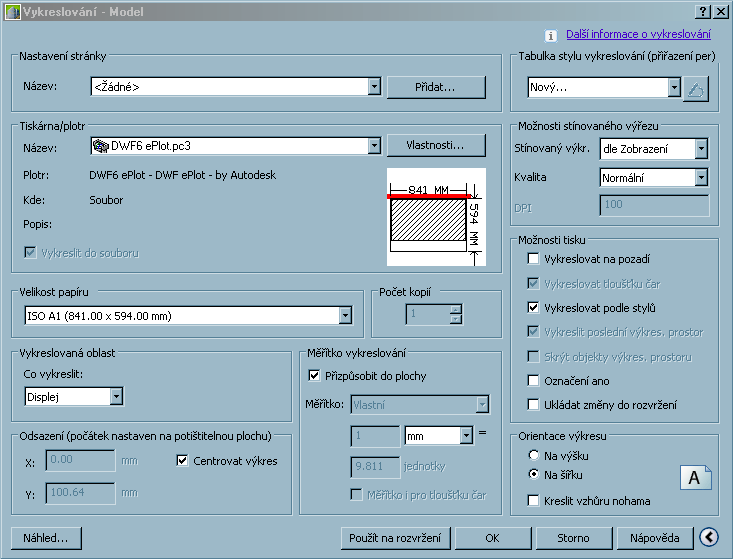 Vykreslování - Model
Další informace o vykreslování
Nastavení stránky
Název:
<Žádné>
Přidat...
Tabulka stylu vykreslování (přiřazení per)
Nový...
Tiskárna/plotr
Název:
DWF6 ePlot.pc3
Vlastnosti...
Plotr:
DWF6 ePlot - DWF ePlot - by Autodesk
Kde:
Soubor
Popis:
Vykreslit do souboru
841 MM
594 MM
Možnosti stínovaného výřezu
Stínovaný výkr.
dle Zobrazení
Kvalita
Normální
DPI
100
Velikost papíru
ISO A1 (841.00 x 594.00 mm)
Počet kopií
1
Možnosti tisku
Vykreslovat na pozadí
Vykreslovat tloušťku čar
Vykreslovat podle stylů
Vykreslit poslední výkres. prostor
Skrýt objekty výkres. prostoru
Označení ano
Ukládat změny do rozvržení
Vykreslovaná oblast
Co vykreslit:
Displej
Měřítko vykreslování
Přizpůsobit do plochy
Měřítko:
Vlastní
1
mm
=
9.811
jednotky
Měřítko i pro tloušťku čar
Odsazení (počátek nastaven na potištitelnou plochu)
X:
0.00
mm
Centrovat výkres
Y:
100.64
mm
Orientace výkresu
Na výšku
Na šířku
Kreslit vzhůru nohama
A
Náhled...
Použít na rozvržení
OK
Storno
Nápověda